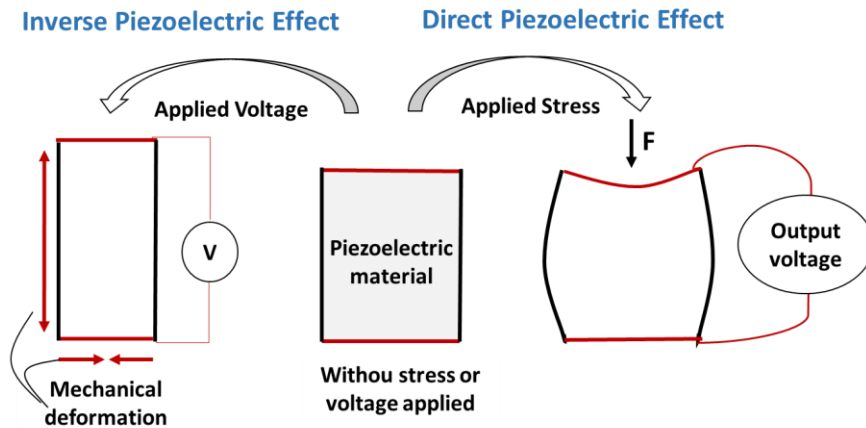 Inverse Piezoelectric Effect
Direct Piezoelectric Effect
Applied Voltage
Applied Stress
F
V
Piezoelectric
material
Output
voltage
Mechanical
deformation
Withou stress or
voltage applied